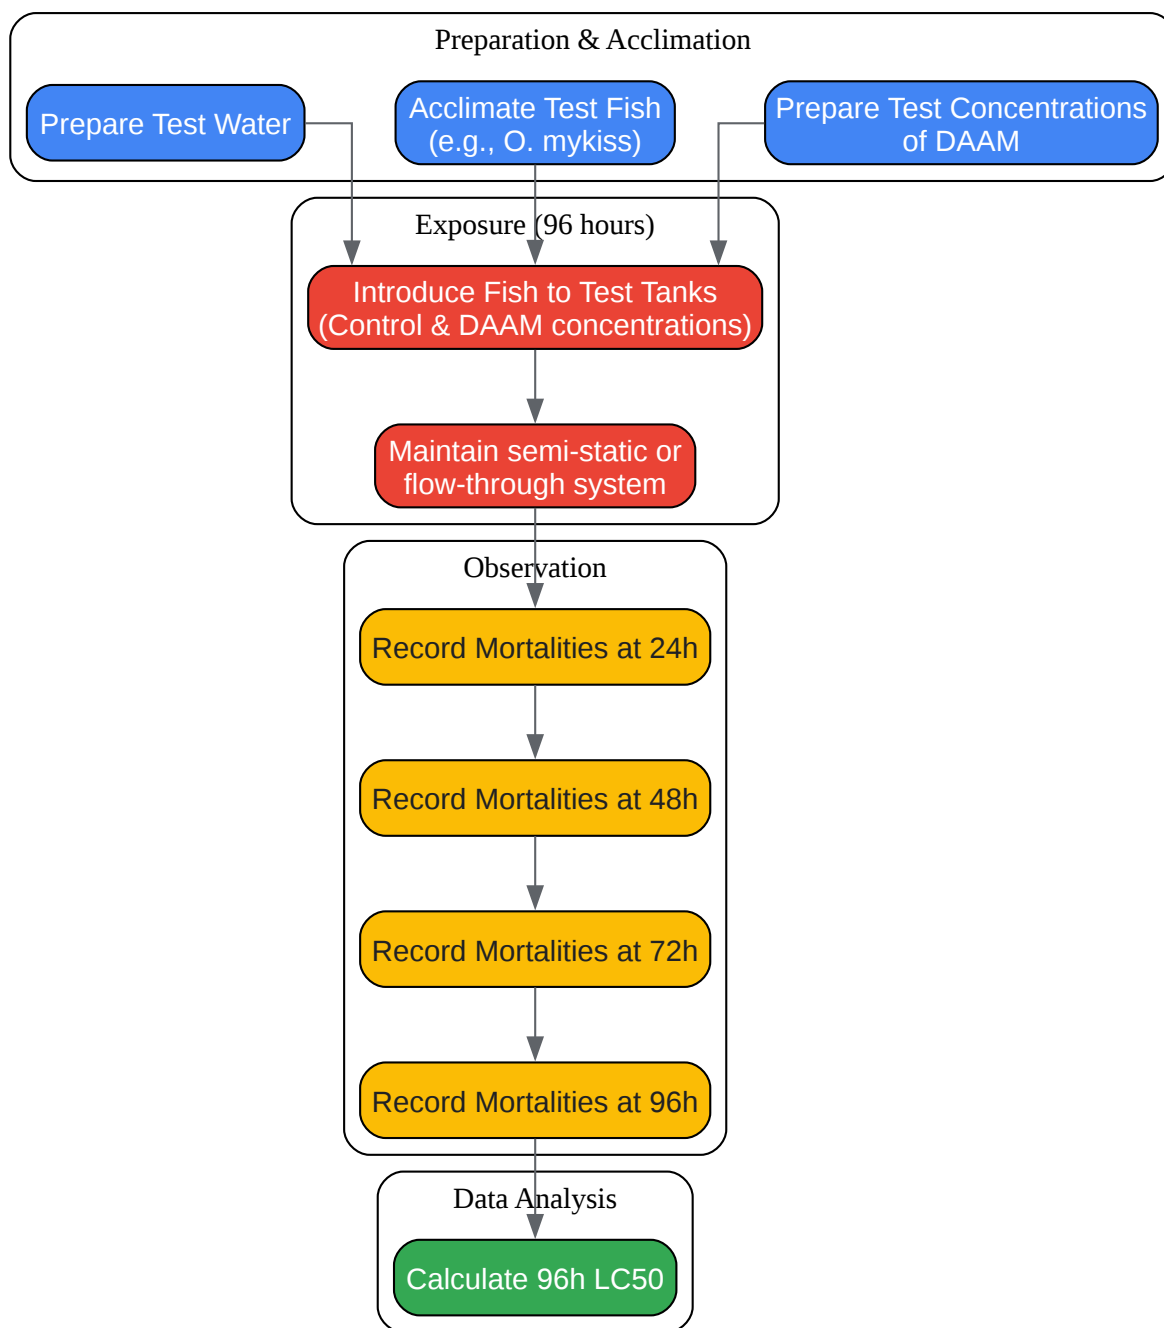 Preparation & Acclimation
Prepare Test Water
Acclimate Test Fish
(e.g., O. mykiss)
Prepare Test Concentrations
of DAAM
Exposure (96 hours)
Introduce Fish to Test Tanks
(Control & DAAM concentrations)
Maintain semi-static or
flow-through system
Observation
Record Mortalities at 24h
Record Mortalities at 48h
Record Mortalities at 72h
Record Mortalities at 96h
Data Analysis
Calculate 96h LC50